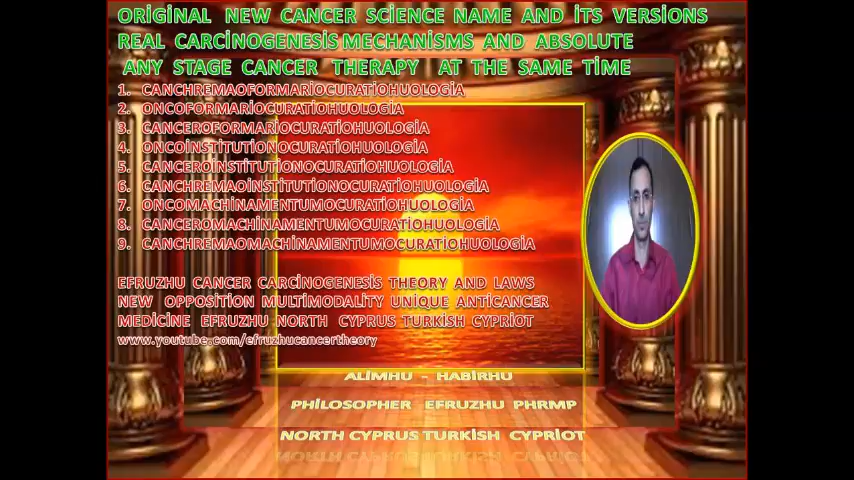 ORİGİNAL NEW CANCER SCİENCE NAME AND İTS VERSİONS
REAL CARCİNOGENESİS MECHANİSMS AND ABSOLUTE
ANY STAGE CANCER THERAPY AT THE SAME TİME
1. CANCHREMAOFORMARİOCURATİOHUOLOGİA
2. ONCOFORMARİOCURATİOHUOLOGİA
3. CANCEROFORMARİOCURATİOHUOLOGİA
4. ONCOİNSTİTUTİONOCURATİOHUOLOGİA
5. CANCEROİNSTİTUTİONOCURATİOHUOLOGİA
6. CANCHREMAOİNSTİTUTİONOCURATİOHUOLOGİA
7. ONCOMACHİNAMENTUMOCURATİOHUOLOGİA
8. CANCEROMACHİNAMENTUMOCURATİOHUOLOGİA
9. CANCHREMAOMACHİNAMENTUMOCURATİOHUOLOGİA
EFRUZHU CANCER CARCİNOGENESİS THEORY AND LAWS
NEW OPPOSİTİON MULTİMODALİTY UNİQUE ANTİCANCER
MEDİCİNE EFRUZHU NORTH CYPRUS TURKİSH CYPRİOT
www.youtube.com/efruzhucancertheory
ALİMHU - HABİRHU
PHİLOSOPHER EFRUZHU PHRMP
NORTH CYPRUS TURKİSH CYPRİOT